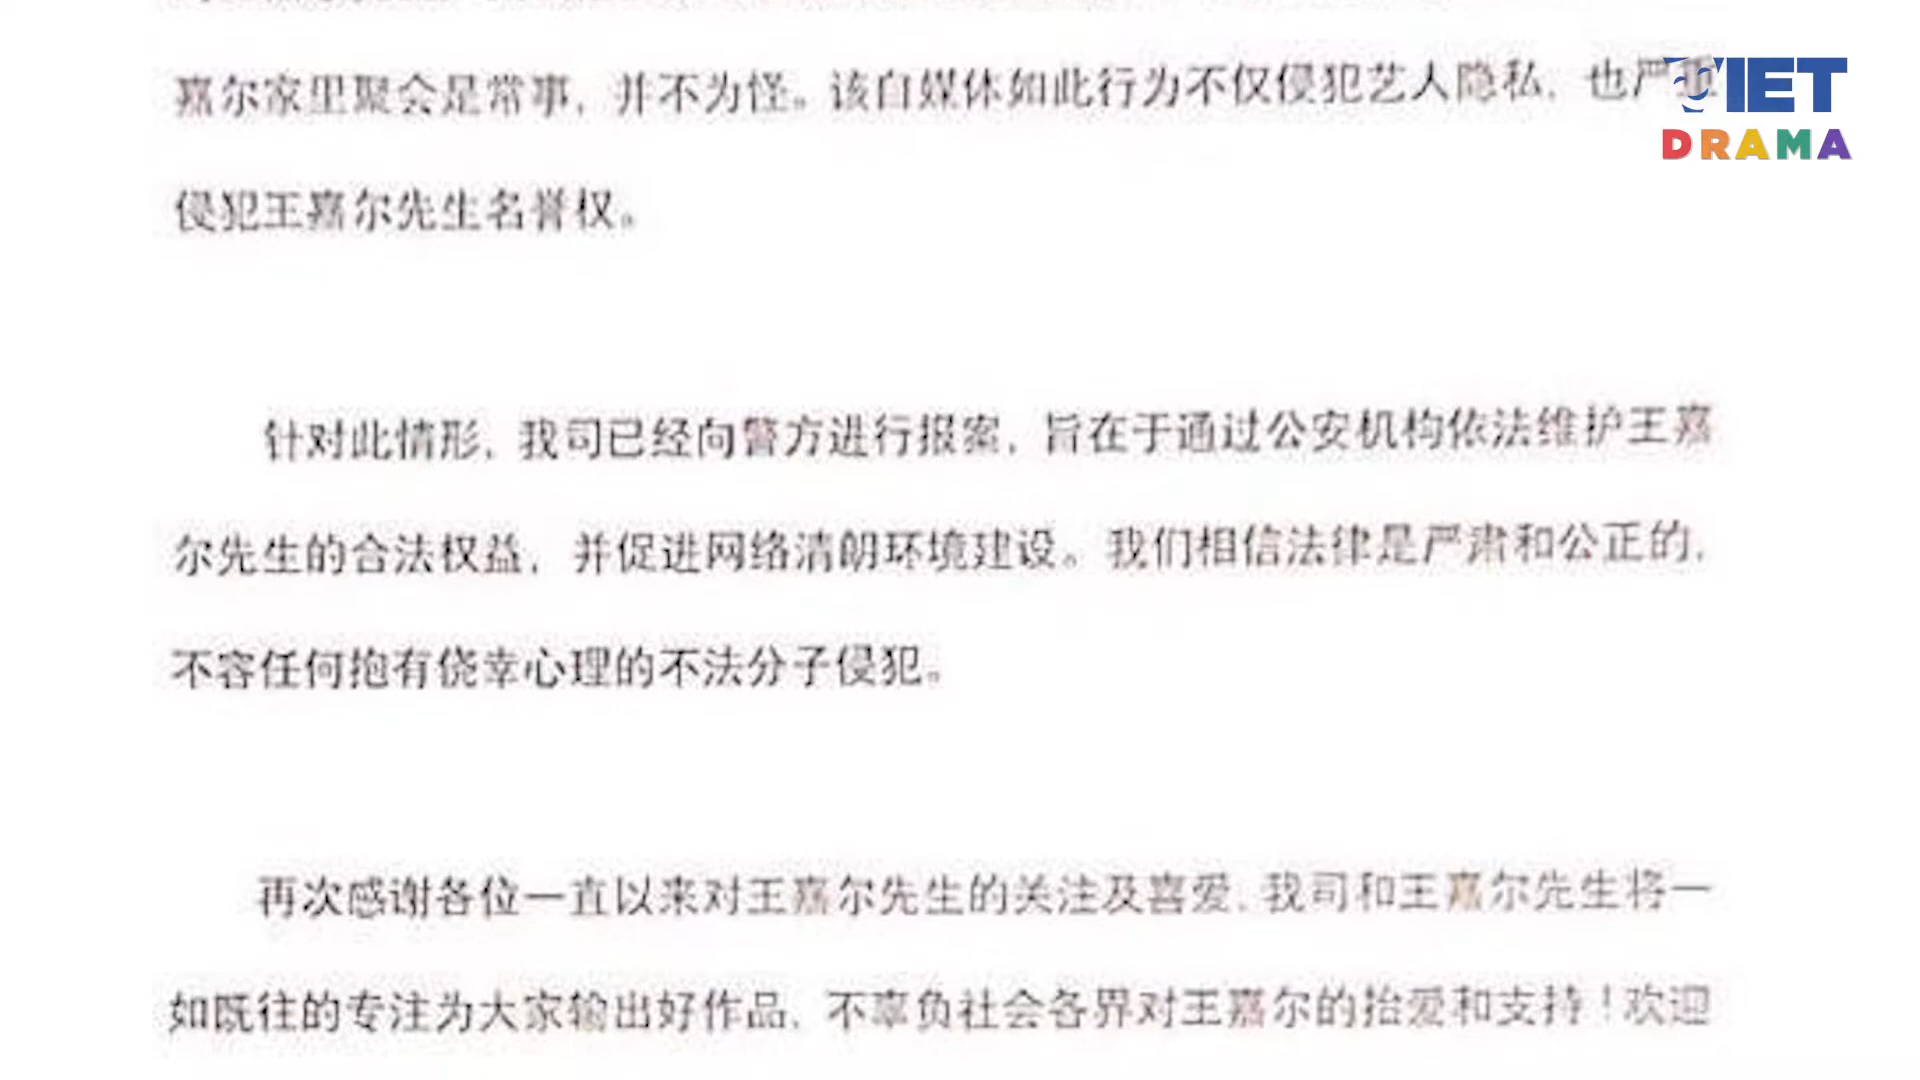 嘉尔家里聚会是常事，并不为怪。该自媒体如此行为不仅侵犯艺人隐私，也严重
侵犯王嘉尔先生名誉权。
针对此情形，我司已经向警方进行报案，旨在于通过公安机构依法维护王嘉
尔先生的合法权益，并促进网络清朗环境建设。我们相信法律是严肃和公正的，
不容任何抱有侥幸心理的不法分子侵犯。
再次感谢各位一直以来对王嘉尔先生的关注及喜爱，我司和王嘉尔先生将一
如既往的专注为大家输出好作品，不辜负社会各界对王嘉尔的抬爱和支持！欢迎
VIET
DRAMA